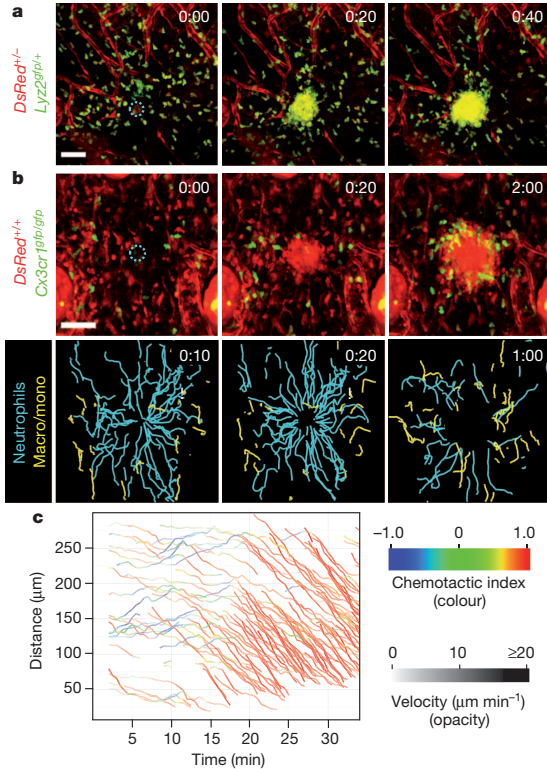 a
DsRed+/−
Lyz2gfp/+
0:00
0:20
0:40
b
DsRed+/+
Cx3cr1gfp/gfp
0:00
0:20
2:00
Neutrophils
Macro/mono
0:10
0:20
1:00
c
Distance (μm)
250
200
150
100
50
5 10 15 20 25 30
Time (min)
−1.0 0 1.0
Chemotactic index
(colour)
0 10 ≥20
Velocity (μm min−1)
(opacity)